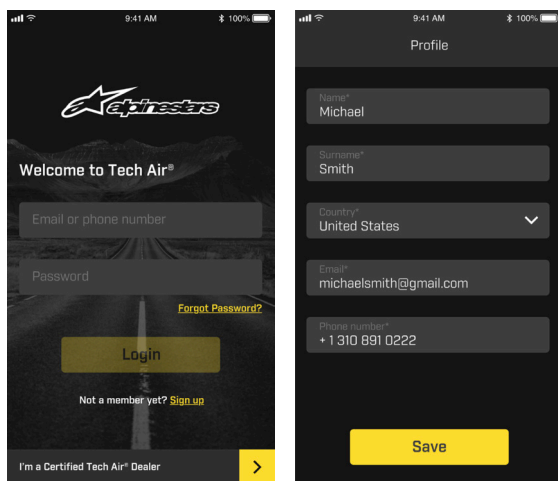 9:41 AM
100%
alpinestars
Welcome to Tech Air®
Email or phone number
Password
Forgot Password?
Login
Not a member yet? Sign up
I'm a Certified Tech Air® Dealer
9:41 AM
100%
Profile
Name*
Michael
Surname*
Smith
Country*
United States
Email*
michaelsmith@gmail.com
Phone number*
+ 1 310 891 0222
Save